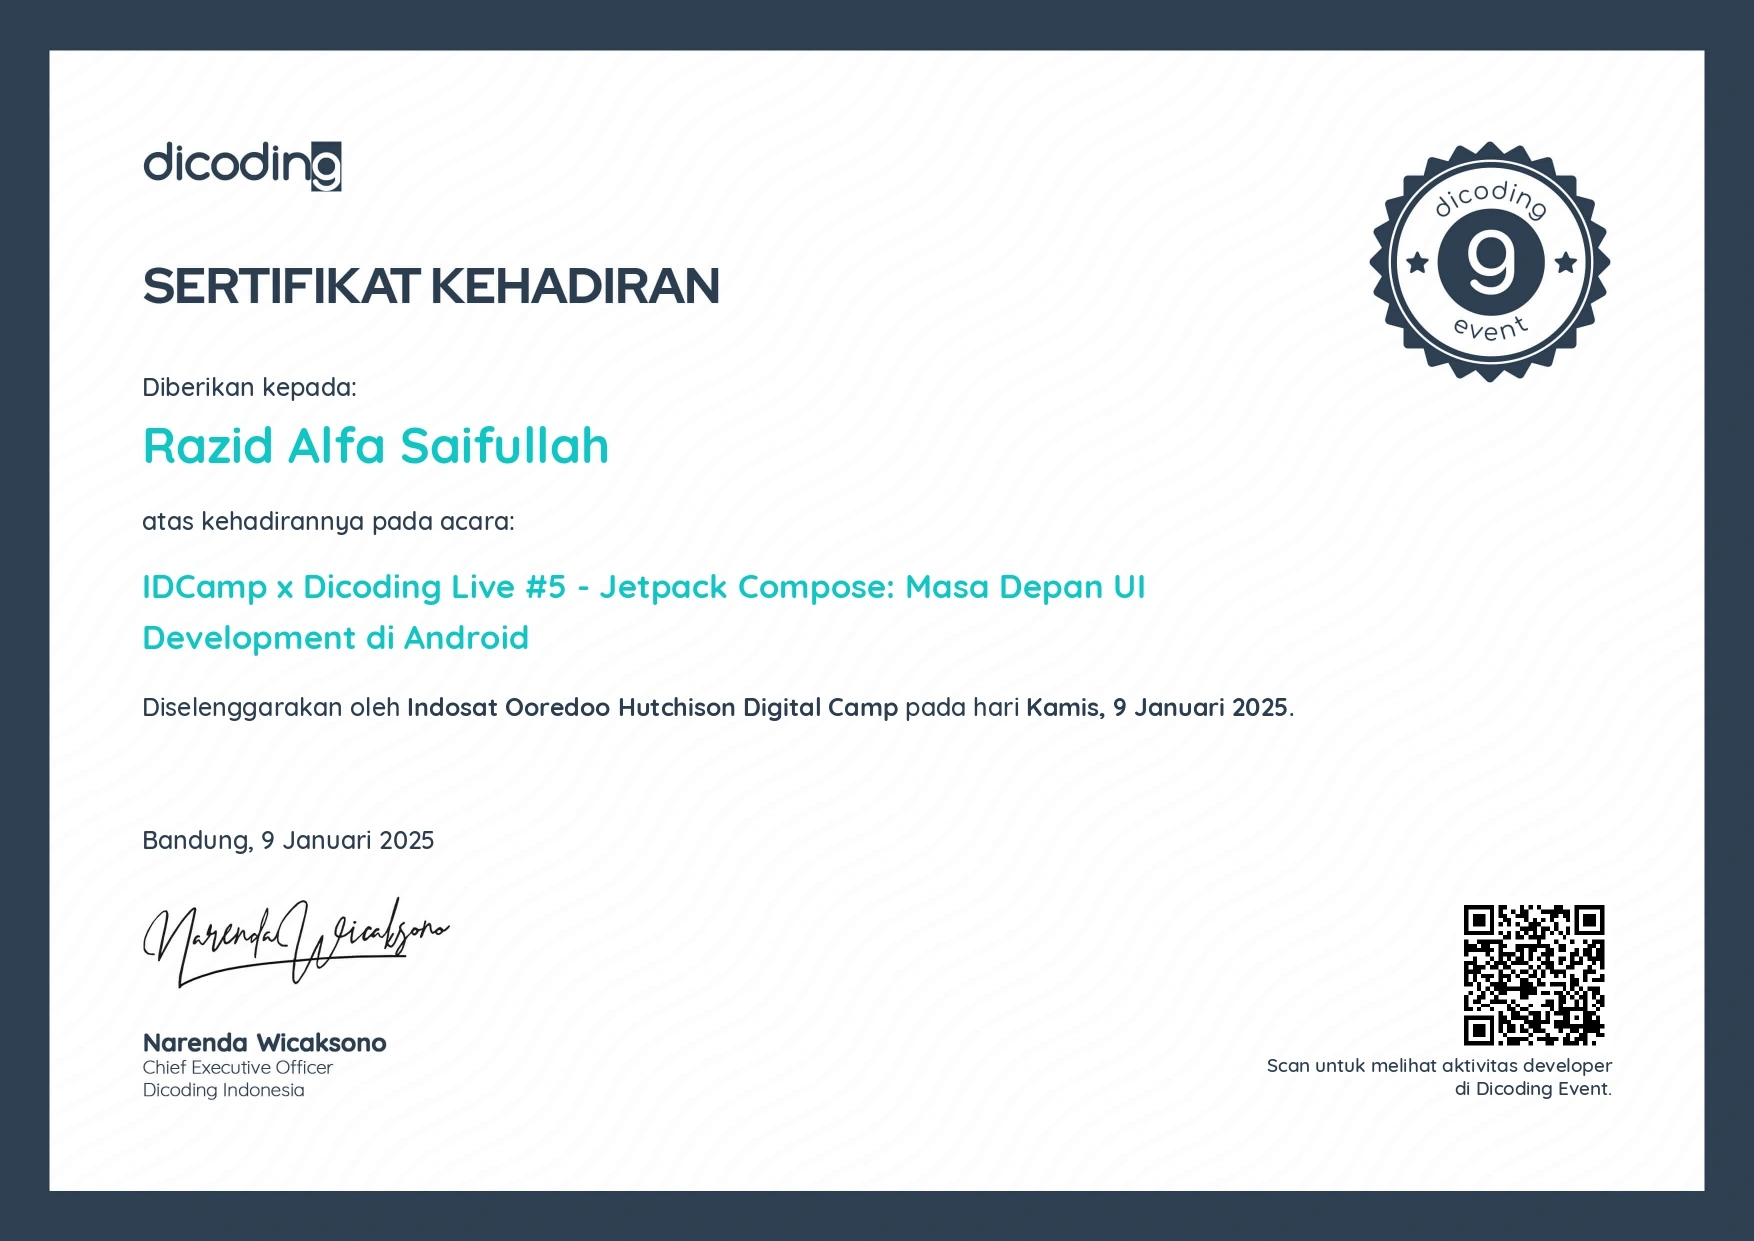 dicoding
SERTIFIKAT KEHADIRAN
dicoding
g
event
Diberikan kepada:
Razid Alfa Saifullah
atas kehadirannya pada acara:
IDCamp x Dicoding Live #5 - Jetpack Compose: Masa Depan UI
Development di Android
Diselenggarakan oleh Indosat Ooredoo Hutchison Digital Camp pada hari Kamis, 9 Januari 2025.
Bandung, 9 Januari 2025
Narenda Wicaksono
Narenda Wicaksono
Chief Executive Officer
Dicoding Indonesia
Scan untuk melihat aktivitas developer
di Dicoding Event.